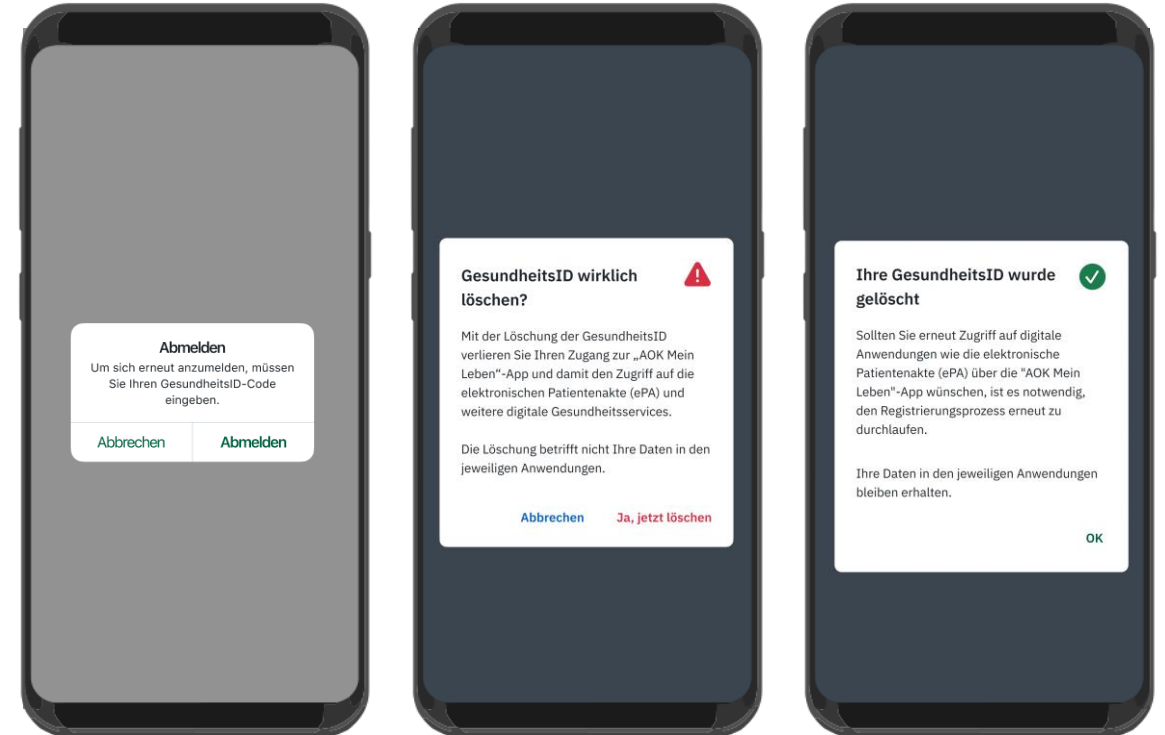 Abmelden
Um sich erneut anzumelden, müssen
Sie Ihren GesundheitsID-Code
eingeben.
Abbrechen
Abmelden
GesundheitsID wirklich
löschen?
Mit der Löschung der GesundheitsID
verlieren Sie Ihren Zugang zur „AOK Mein
Leben“-App und damit den Zugriff auf die
elektronischen Patientenakte (ePA) und
weitere digitale Gesundheitsservices.
Die Löschung betrifft nicht Ihre Daten in den
jeweiligen Anwendungen.
Abbrechen
Ja, jetzt löschen
Ihre GesundheitsID wurde
gelöscht
Sollten Sie erneut Zugriff auf digitale
Anwendungen wie die elektronische
Patientenakte (ePA) über die "AOK Mein
Leben"-App wünschen, ist es notwendig,
den Registrierungsprozess erneut zu
durchlaufen.
Ihre Daten in den jeweiligen Anwendungen
bleiben erhalten.
OK